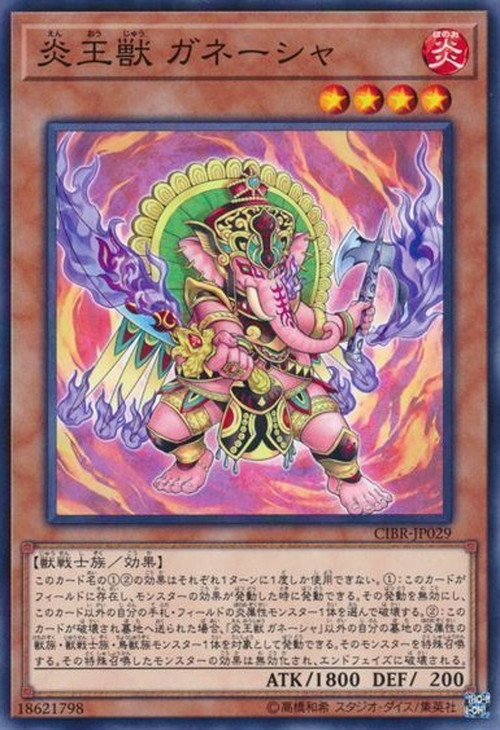 炎王獣 ガネーシャ
炎
CIBR-JP029
【獣戦士族/効果】
このカード名の①②の効果はそれぞれ1ターンに1度しか使用できない。①:このカードが
フィールドに存在し、モンスターの効果が発動した時に発動できる。その発動を無効にし、
このカード以外の自分の手札・フィールドの炎属性モンスター1体を選んで破壊する。②:この
カードが破壊され墓地へ送られた場合、「炎王獣 ガネーシャ」以外の自分の墓地の炎属性の
獣族・獣戦士族・鳥獣族モンスター1体を対象として発動できる。そのモンスターを特殊召喚
する。その特殊召喚したモンスターの効果は無効化され、エンドフェイズに破壊される。
ATK/1800 DEF/ 200
18621798
©高橋和希 スタジオ・ダイス/集英社